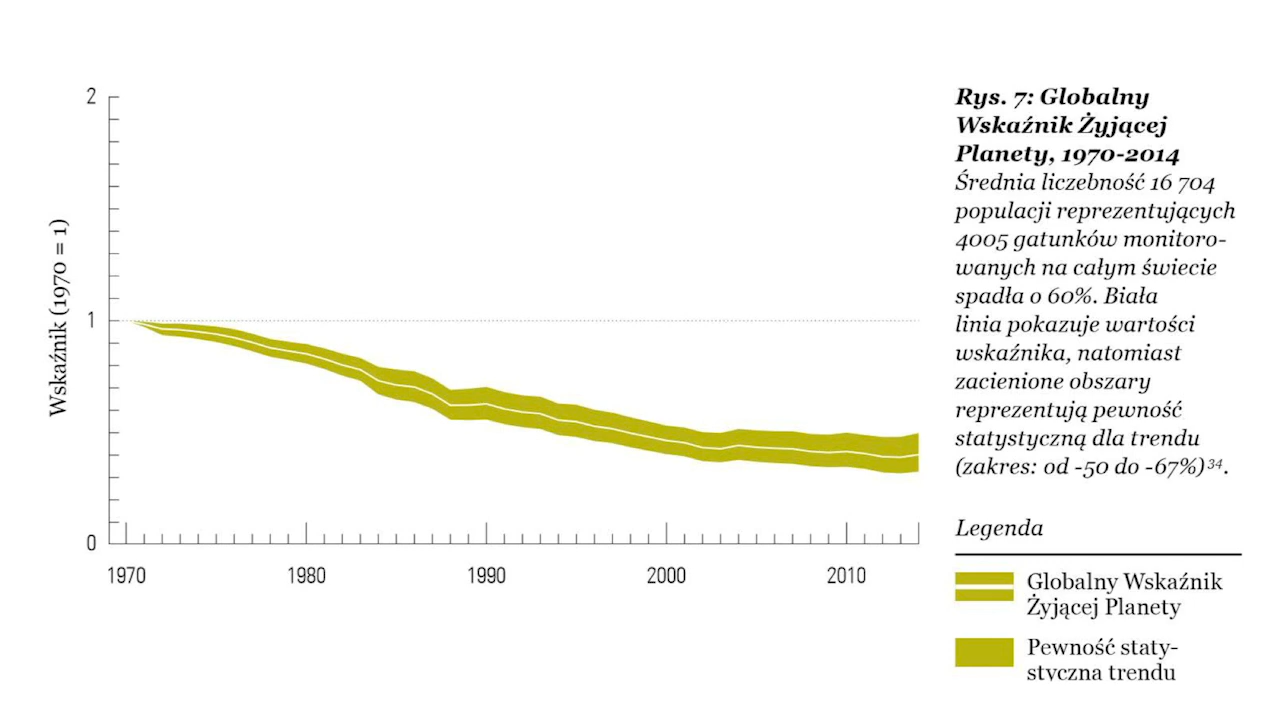 2
1
0
Wskaźnik (1970 = 1)
1970
1980
1990
2000
2010
Rys. 7: Globalny
Wskaźnik Żyjącej
Planety, 1970-2014
Średnia liczebność 16 704
populacji reprezentujących
4005 gatunków monitoro-
wanych na całym świecie
spadła o 60%. Biała
linia pokazuje wartości
wskaźnika, natomiast
zacienione obszary
reprezentują pewność
statystyczną dla trendu
(zakres: od -50 do -67%)³⁴.
Legenda
Globalny Wskaźnik
Żyjącej Planety
Pewność staty-
styczna trendu